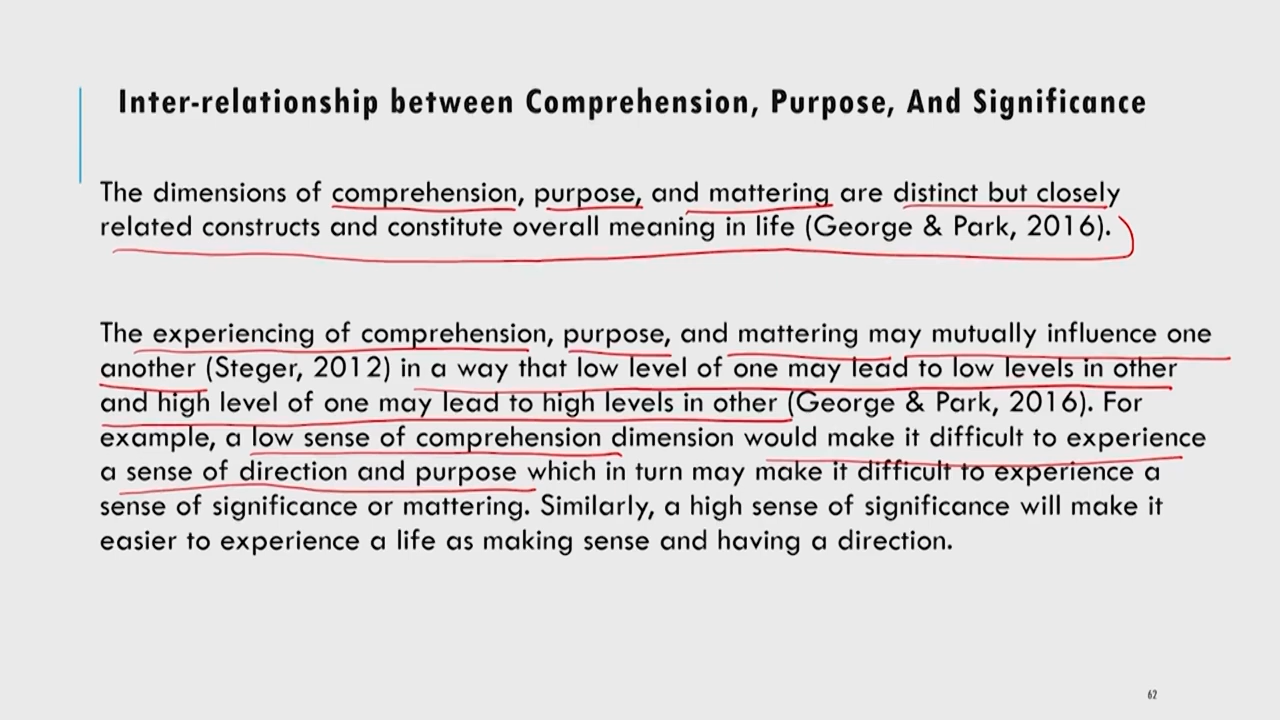 Inter-relationship between Comprehension, Purpose, And Significance
The dimensions of comprehension, purpose, and mattering are distinct but closely
related constructs and constitute overall meaning in life (George & Park, 2016).
The experiencing of comprehension, purpose, and mattering may mutually influence one
another (Steger, 2012) in a way that low level of one may lead to low levels in other
and high level of one may lead to high levels in other (George & Park, 2016). For
example, a low sense of comprehension dimension would make it difficult to experience
a sense of direction and purpose which in turn may make it difficult to experience a
sense of significance or mattering. Similarly, a high sense of significance will make it
easier to experience a life as making sense and having a direction.
62